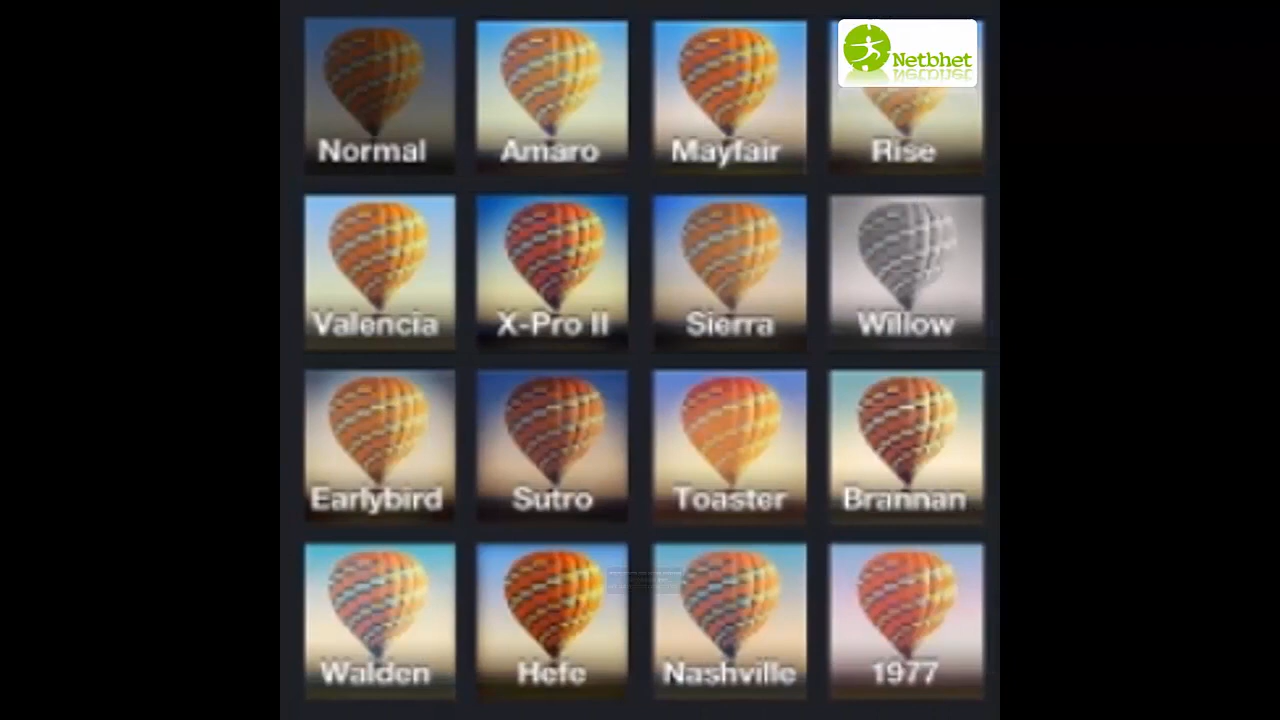 Netbhet
Normal
Amaro
Mayfair
Rise
Valencia
X-Pro II
Sierra
Willow
Earlybird
Sutro
Toaster
Brannan
Walden
Hefe
Nashville
1977